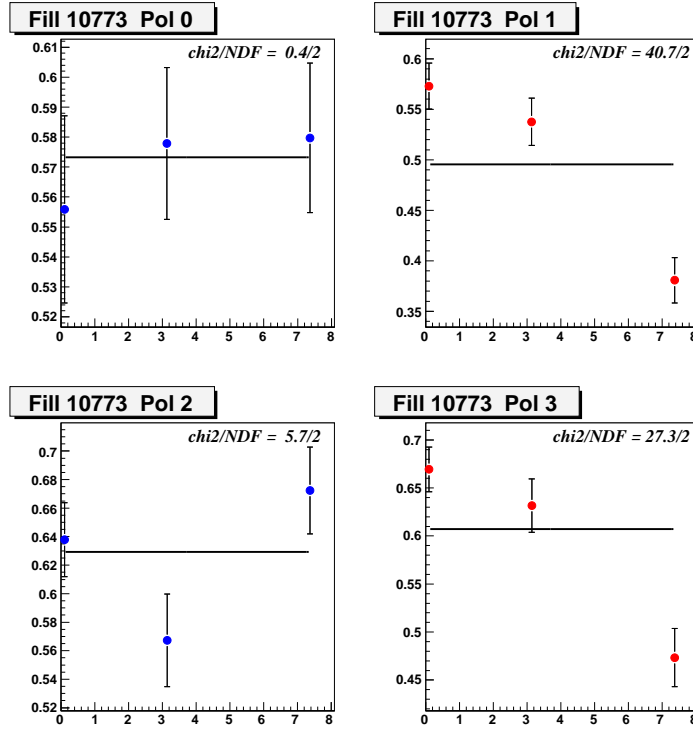 Fill 10773 Pol 0
chi2/NDF = 0.4/2
0.61
0.6
0.59
0.58
0.57
0.56
0.55
0.54
0.53
0.52
0 1 2 3 4 5 6 7 8
Fill 10773 Pol 1
chi2/NDF = 40.7/2
0.6
0.55
0.5
0.45
0.4
0.35
0 1 2 3 4 5 6 7 8
Fill 10773 Pol 2
chi2/NDF = 5.7/2
0.7
0.68
0.66
0.64
0.62
0.6
0.58
0.56
0.54
0.52
0 1 2 3 4 5 6 7 8
Fill 10773 Pol 3
chi2/NDF = 27.3/2
0.7
0.65
0.6
0.55
0.5
0.45
0 1 2 3 4 5 6 7 8